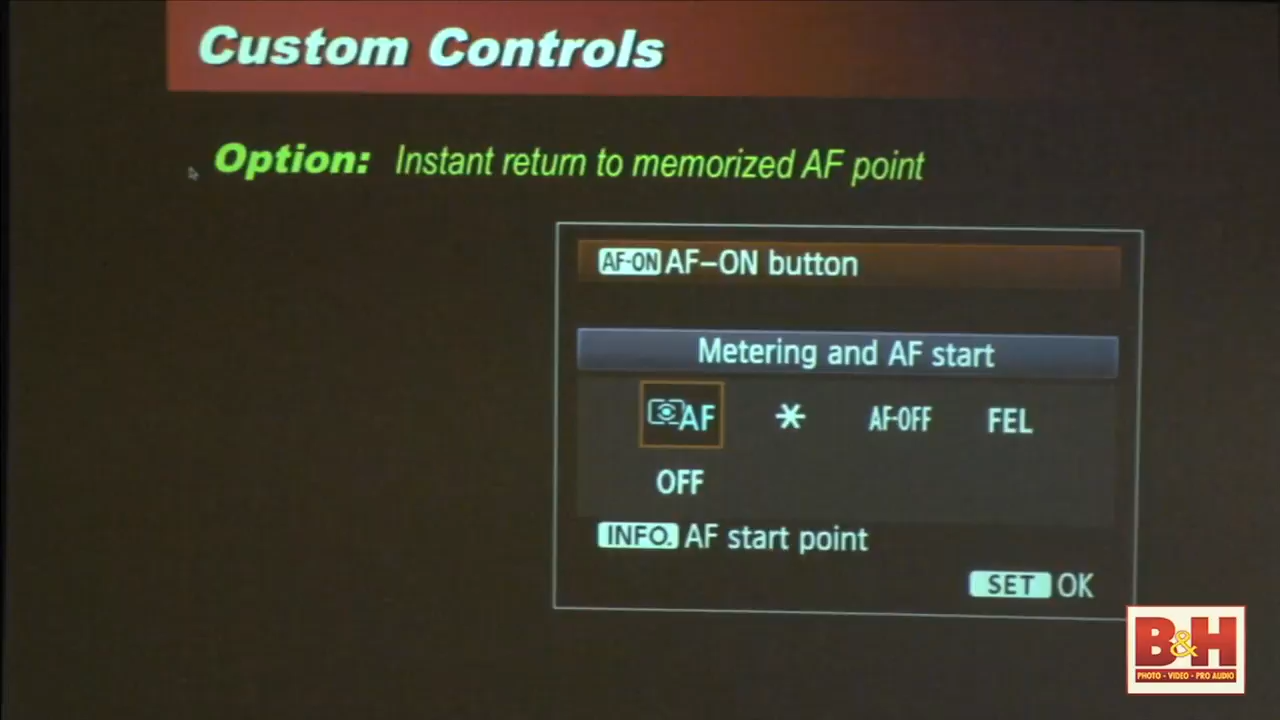 Custom Controls
Option: Instant return to memorized AF point
AF-ON AF-ON button
Metering and AF start
AF * AF-OFF FEL
OFF
INFO. AF start point
SET OK
B&H
PHOTO - VIDEO - PRO AUDIO